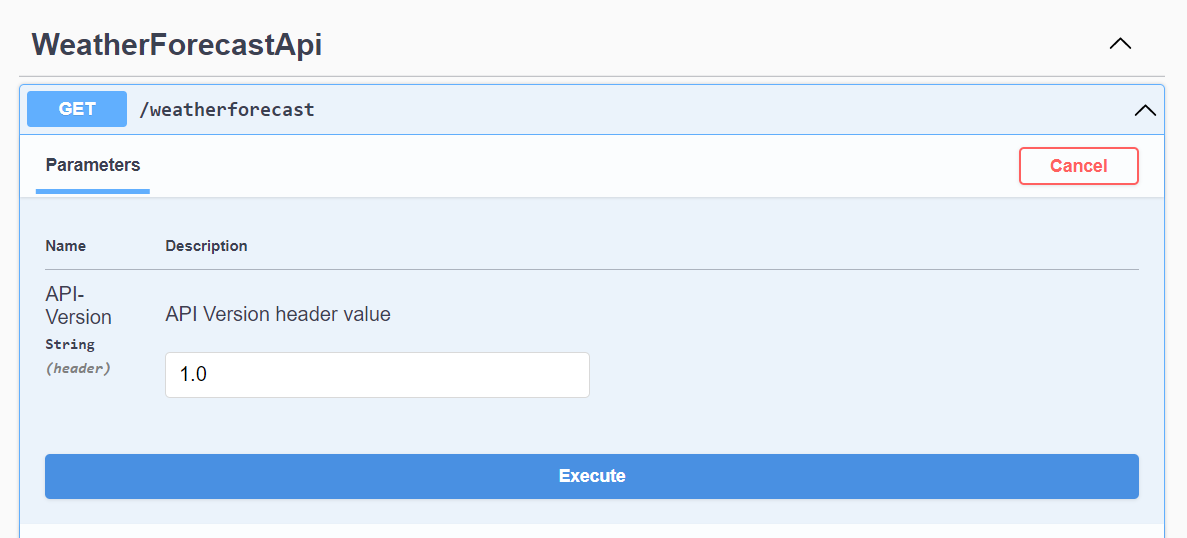 WeatherForecastApi
GET /weatherforecast
Parameters Cancel
Name Description
API-
Version
String
(header)
API Version header value
1.0
Execute